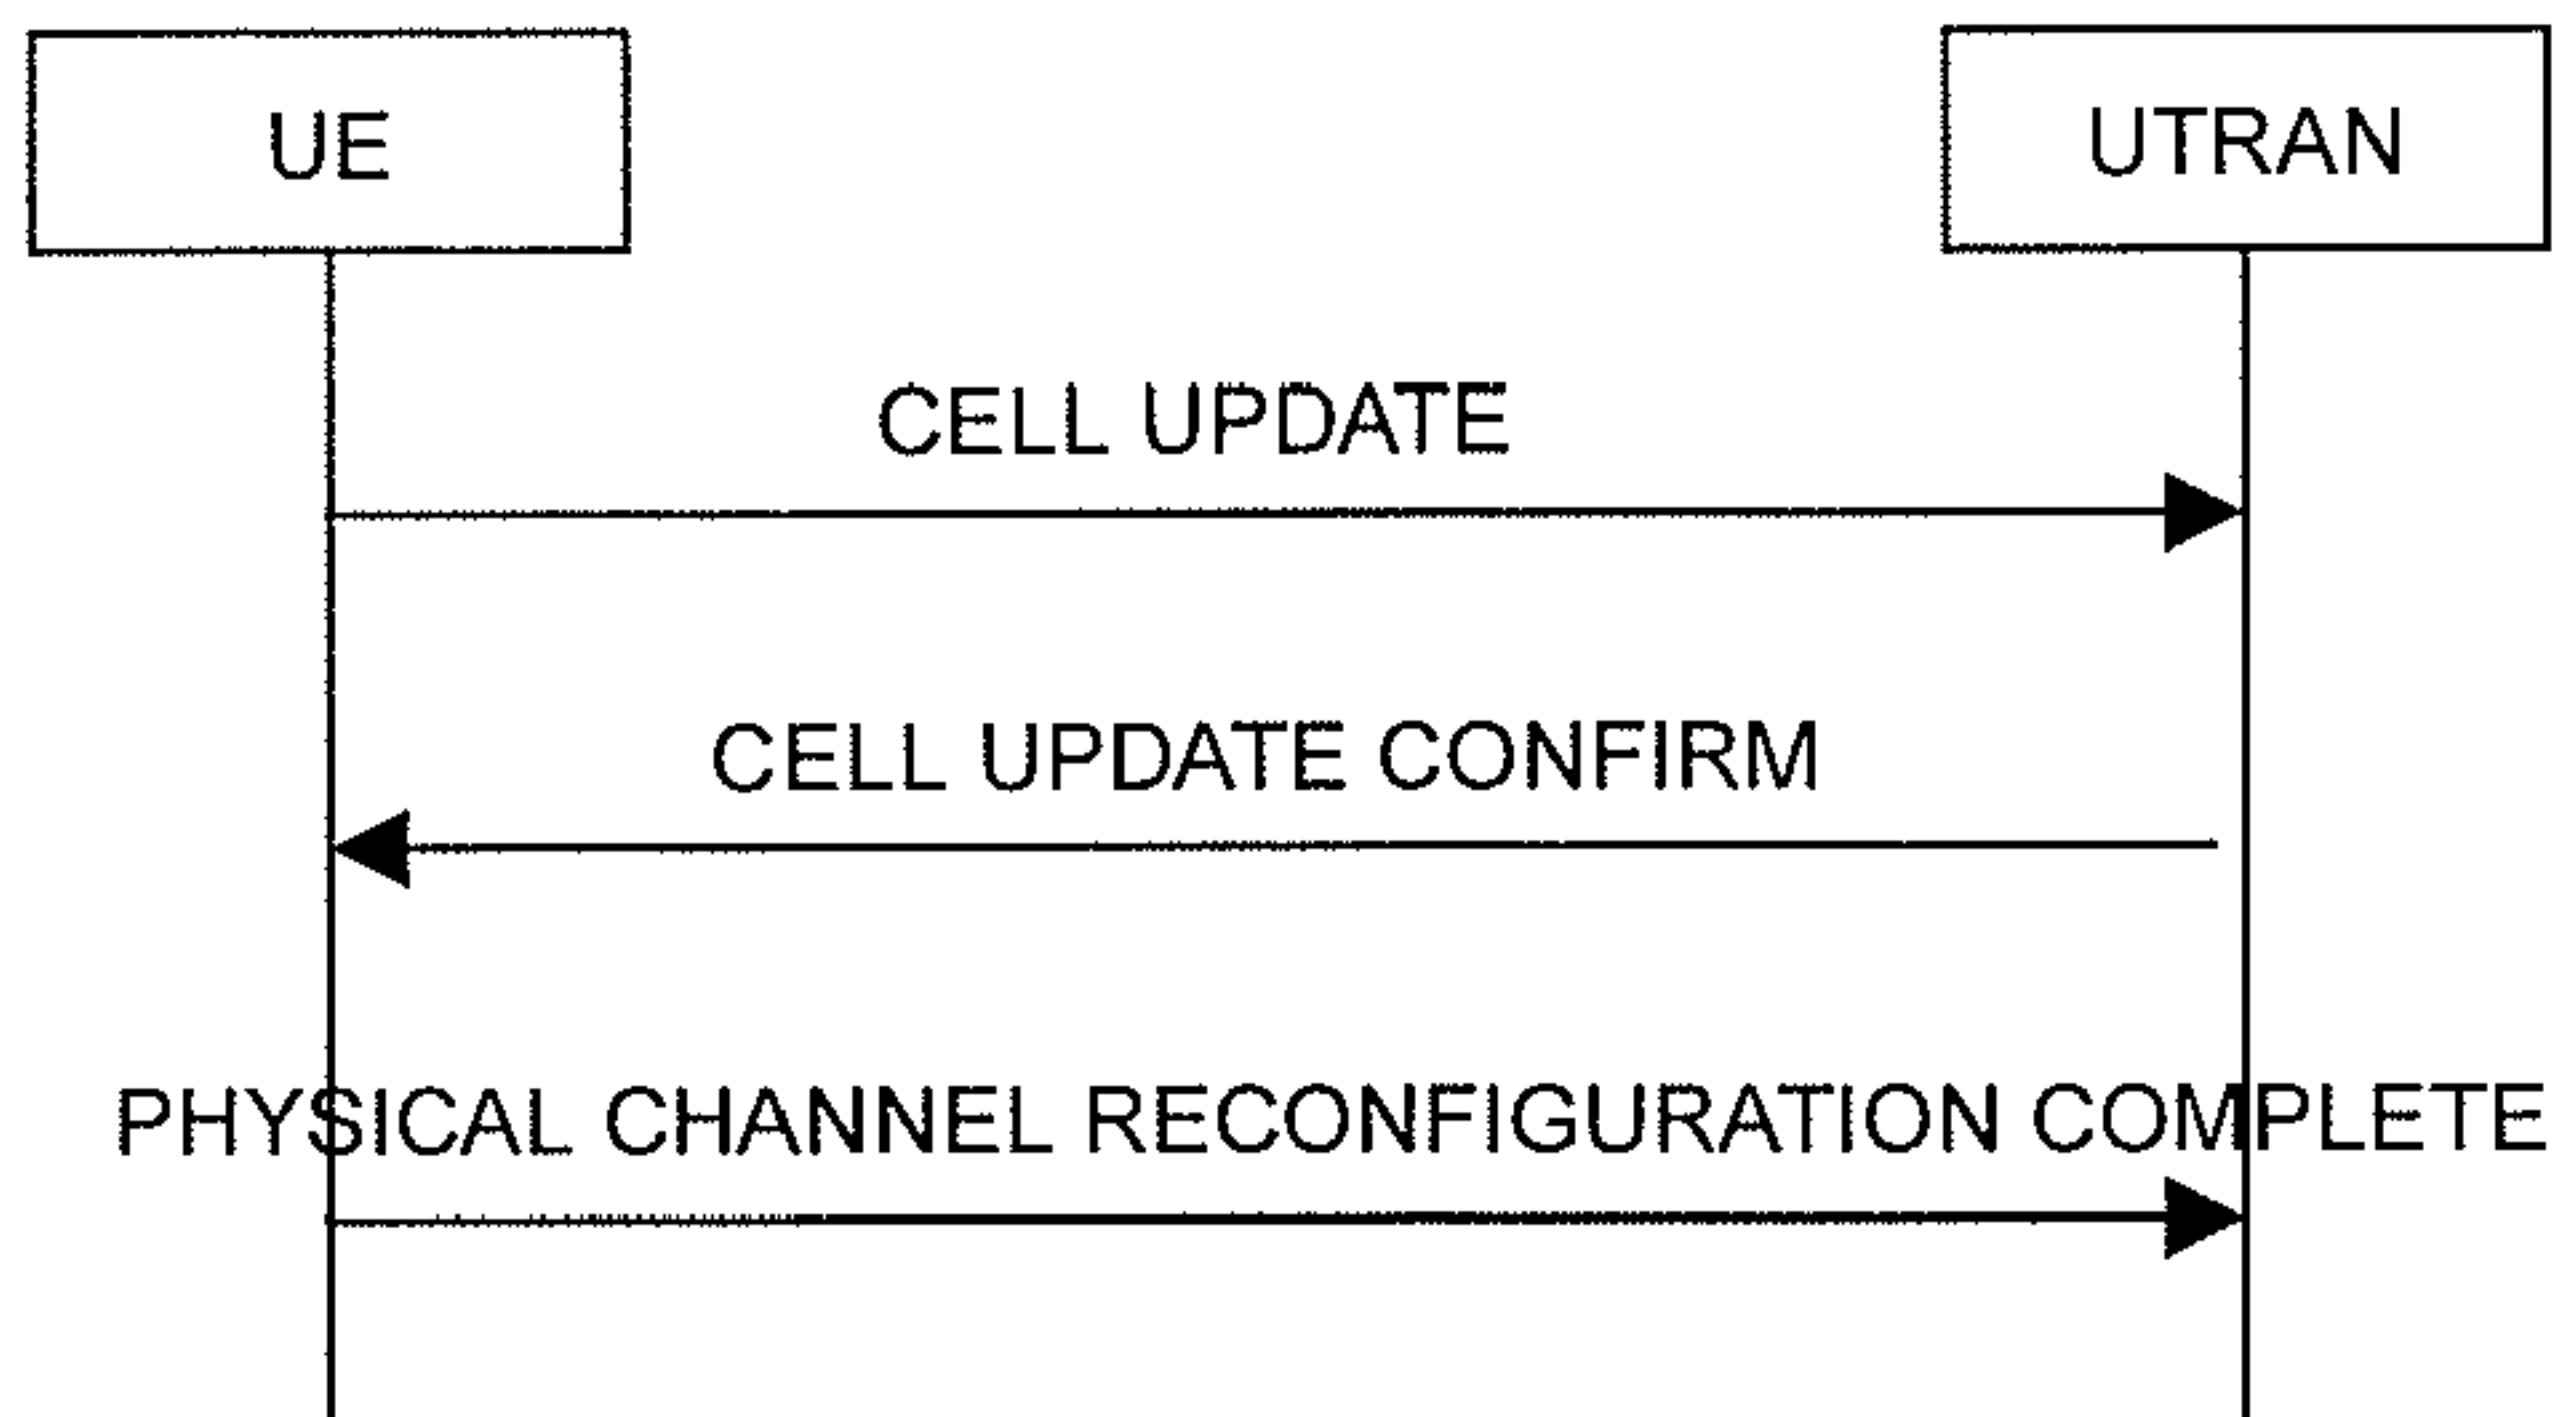 UE
UTRAN
CELL UPDATE
CELL UPDATE CONFIRM
PHYSICAL CHANNEL RECONFIGURATION COMPLETE